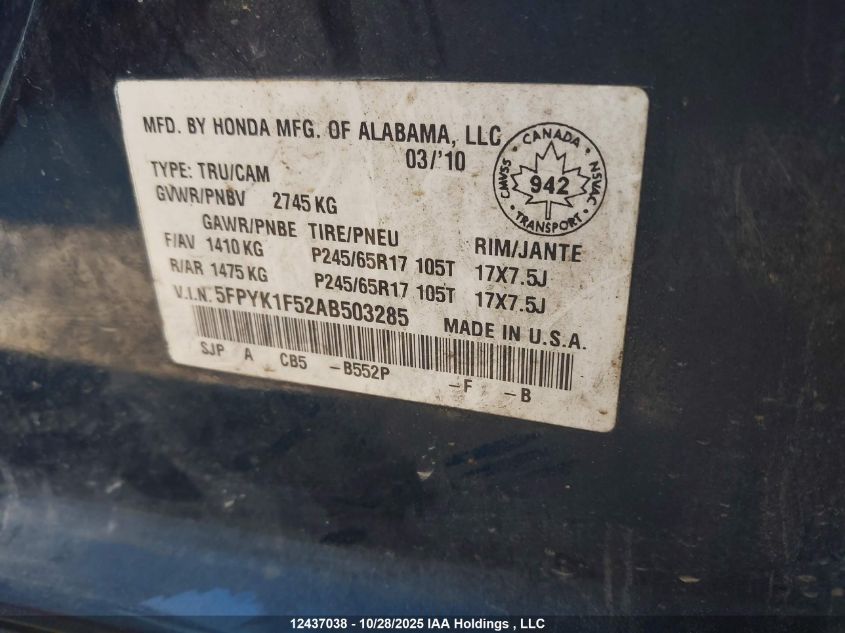 MFD. BY HONDA MFG. OF ALABAMA, LLC
03/'10
CANADA
CMVSS
NSVAC
942
TRANSPORT
TYPE: TRU/CAM
GVWR/PNBV 2745 KG
GAWR/PNBE TIRE/PNEU RIM/JANTE
F/AV 1410 KG P245/65R17 105T 17X7.5J
R/AR 1475 KG P245/65R17 105T 17X7.5J
V.I.N. 5FPYK1F52AB503285 MADE IN U.S.A.
SJP A CB5 -B552P -F -B
12437038 - 10/28/2025 IAA Holdings , LLC